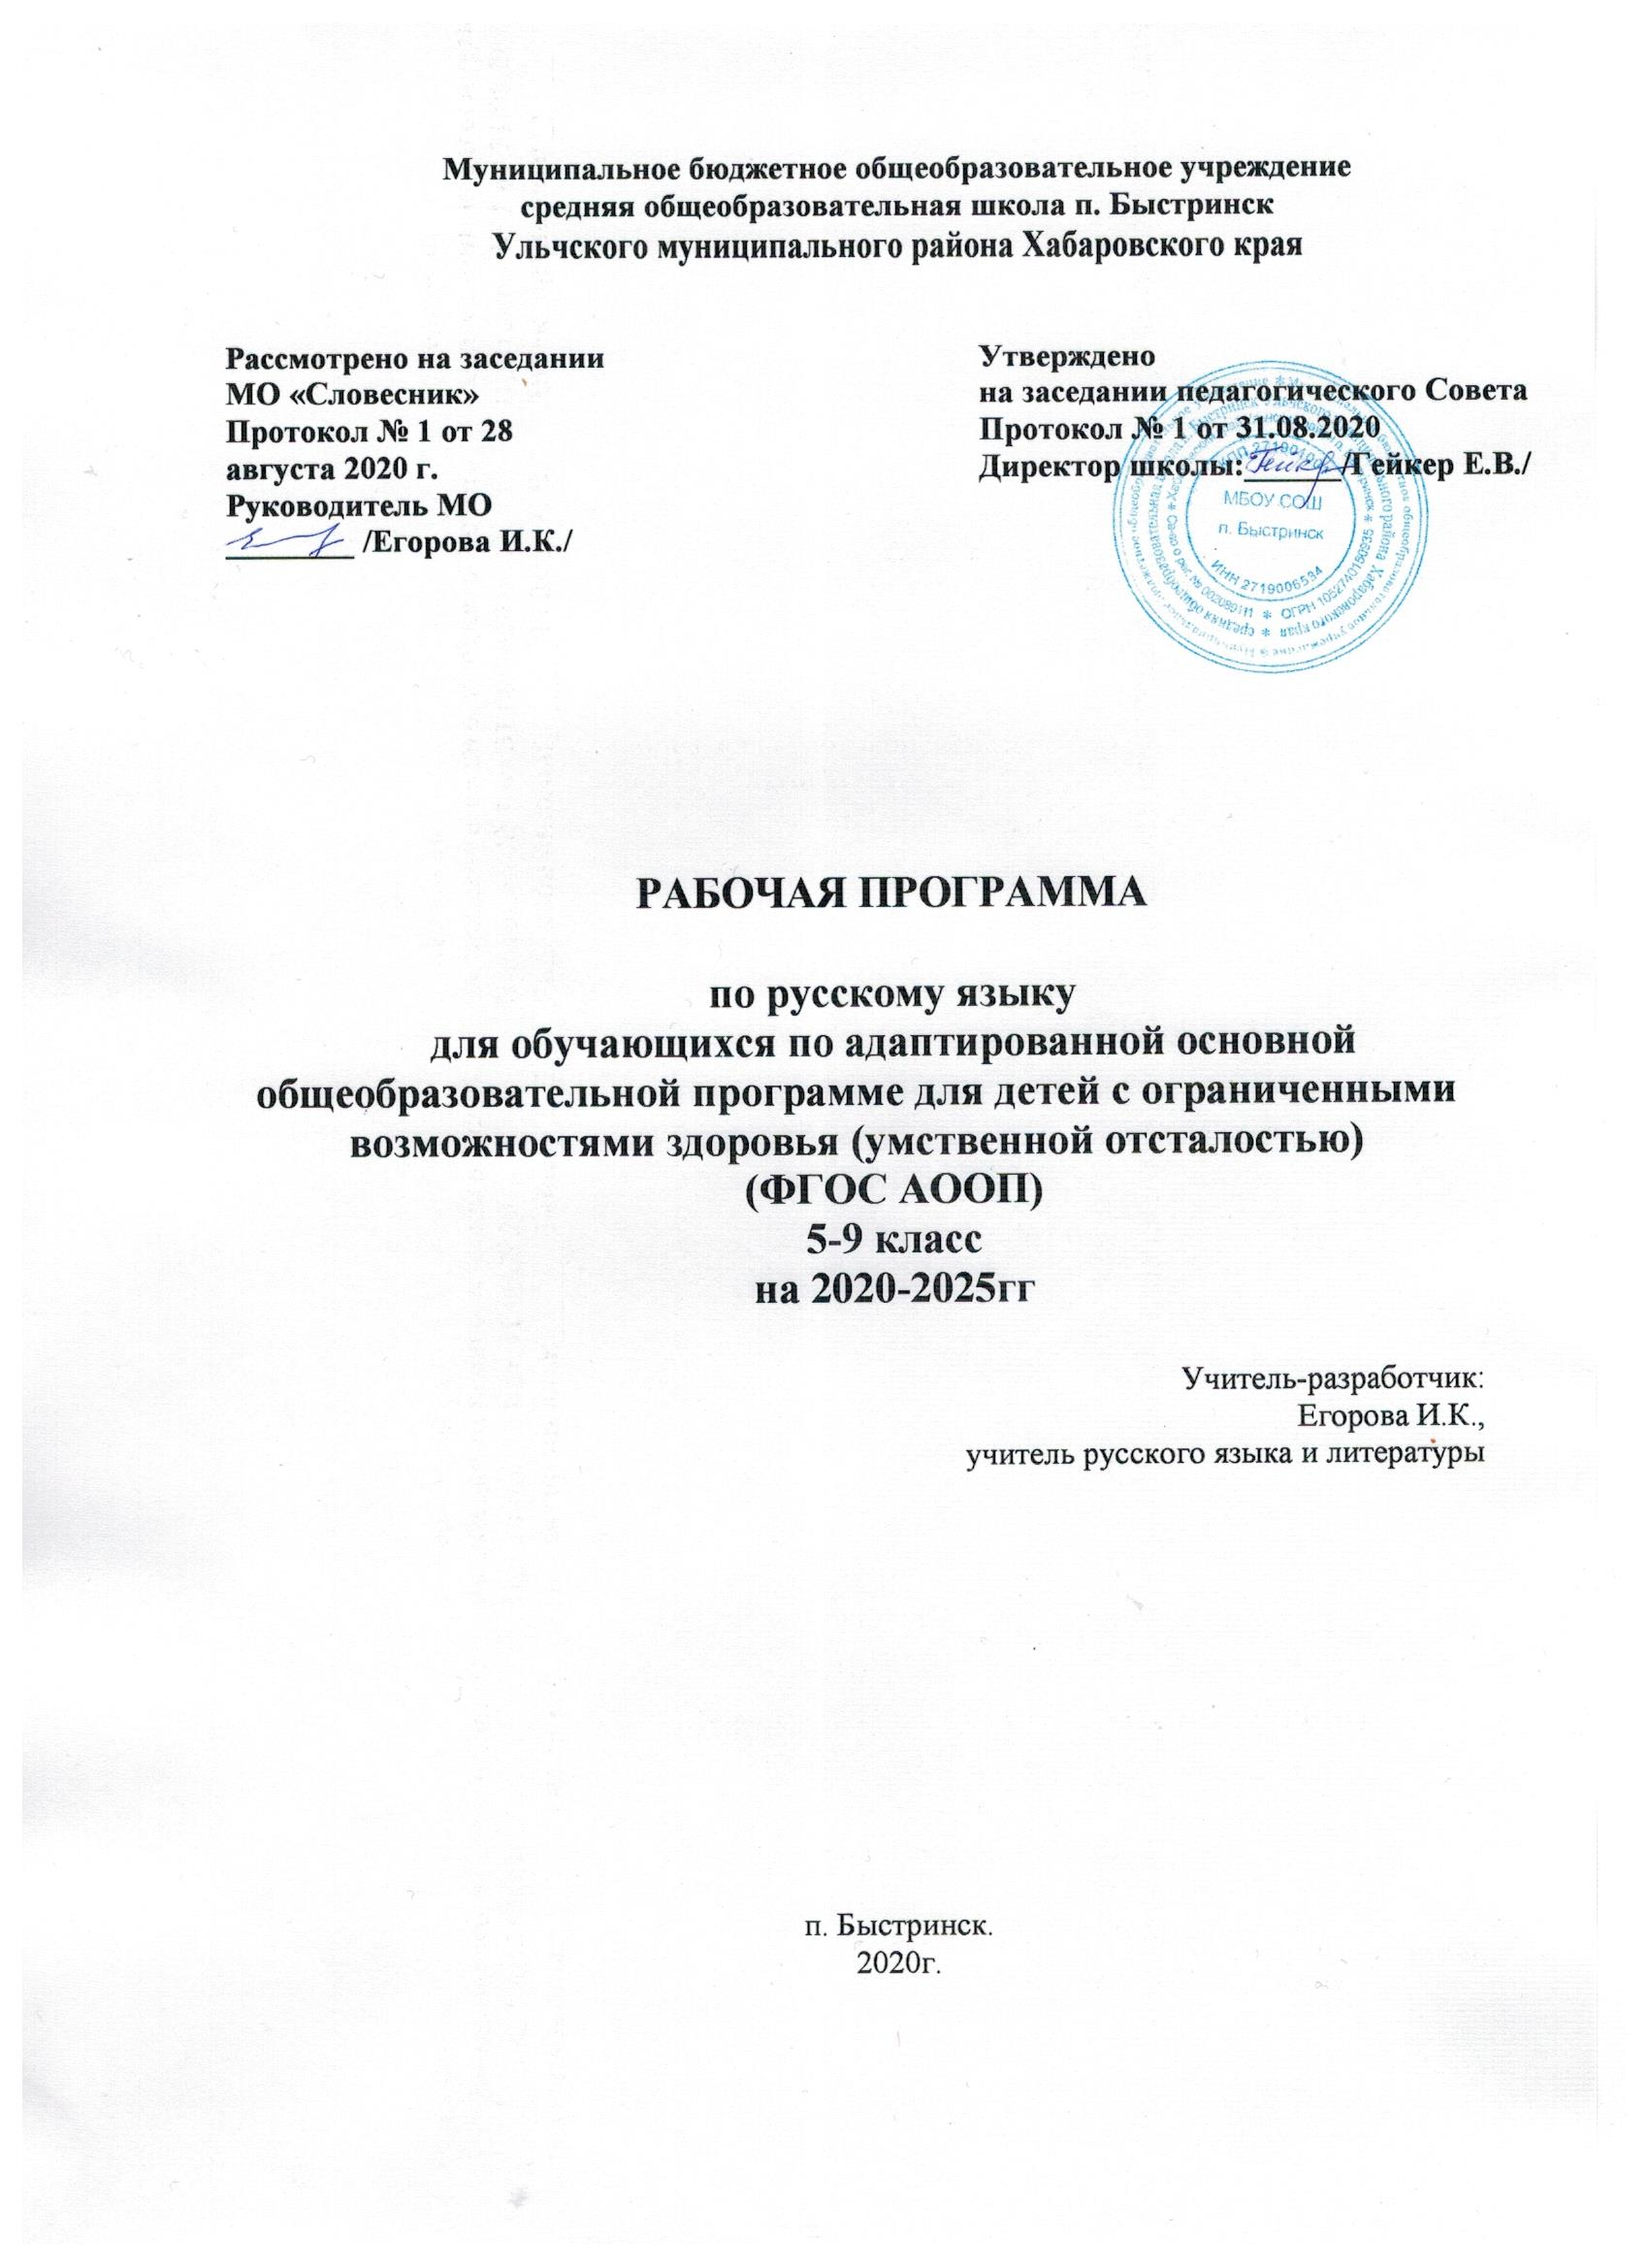 Муниципальное бюджетное общеобразовательное учреждение
средняя общеобразовательная школа п. Быстринск
Ульчского муниципального района Хабаровского края
Рассмотрено на заседании
МО «Словесник»
Протокол № 1 от 28
августа 2020 г.
Руководитель МО
/Егорова И.К./
Утверждено
на заседании педагогического Совета
Протокол № 1 от 31.08.2020
Директор школы: /Гейкер Е.В./
МБОУ СОШ
п. Быстринск
ИНН 2719006534
РАБОЧАЯ ПРОГРАММА
по русскому языку
для обучающихся по адаптированной основной
общеобразовательной программе для детей с ограниченными
возможностями здоровья (умственной отсталостью)
(ФГОС АООП)
5-9 класс
на 2020-2025гг
Учитель-разработчик:
Егорова И.К.,
учитель русского языка и литературы
п. Быстринск.
2020г.